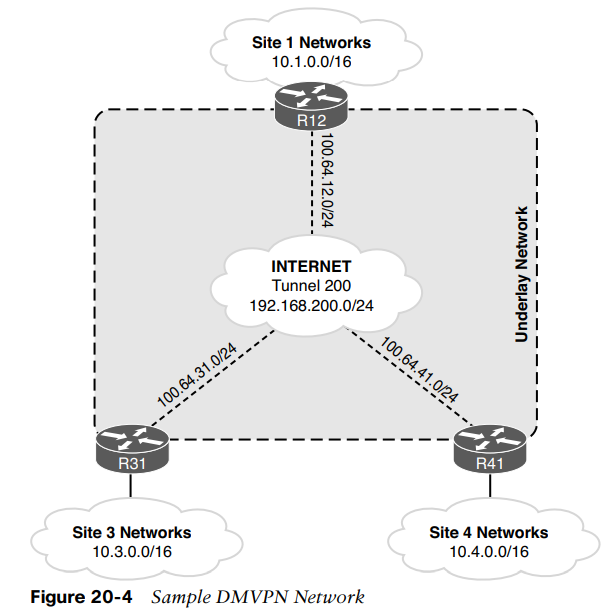 Site 1 Networks
10.1.0.0/16
R12
100.64.12.0/24
INTERNET
Tunnel 200
192.168.200.0/24
Underlay Network
100.64.31.0/24
100.64.41.0/24
R31
R41
Site 3 Networks
10.3.0.0/16
Site 4 Networks
10.4.0.0/16
Figure 20-4 Sample DMVPN Network